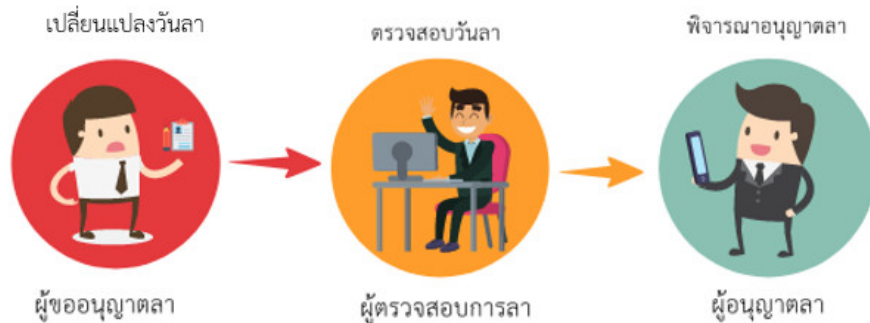 เปลี่ยนแปลงวันลา
ตรวจสอบวันลา
พิจารณาอนุญาตลา
ผู้ขออนุญาตลา
ผู้ตรวจสอบการลา
ผู้อนุญาตลา